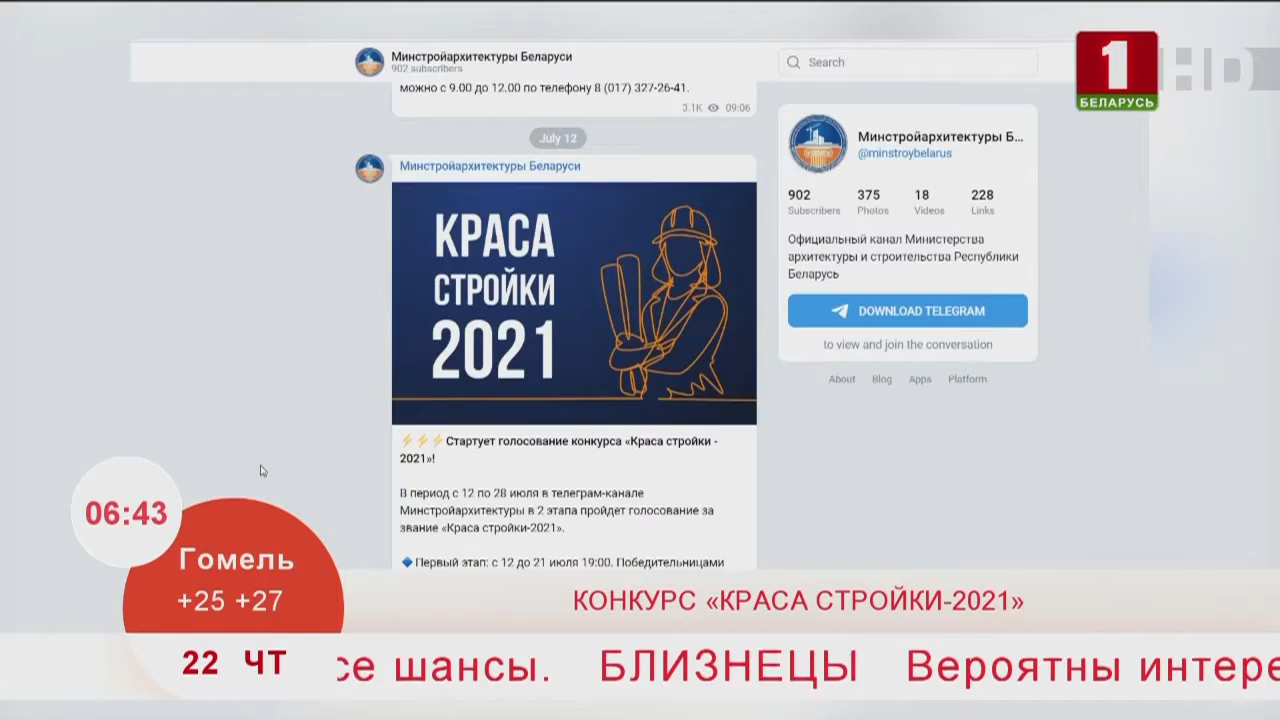 Минстройархитектуры Беларуси
902 subscribers
Search
1 HD
БЕЛАРУСЬ
можно с 9.00 до 12.00 по телефону 8 (017) 327-26-41.
3.1K 09:06
July 12
Минстройархитектуры Беларуси
КРАСА
СТРОЙКИ
2021
⚡⚡⚡Стартует голосование конкурса «Краса стройки -
2021»!
В период с 12 по 28 июля в телеграм-канале
Минстройархитектуры в 2 этапа пройдет голосование за
звание «Краса стройки-2021».
🔹Первый этап: с 12 до 21 июля 19:00. Победительницами
Минстройархитектуры Б...
@minstroybelarus
902 375 18 228
Subscribers Photos Videos Links
Официальный канал Министерства
архитектуры и строительства Республики
Беларусь
DOWNLOAD TELEGRAM
to view and join the conversation
About Blog Apps Platform
06:43
Гомель
+25 +27
КОНКУРС «КРАСА СТРОЙКИ-2021»
22 ЧТ
се шансы. БЛИЗНЕЦЫ Вероятны интере